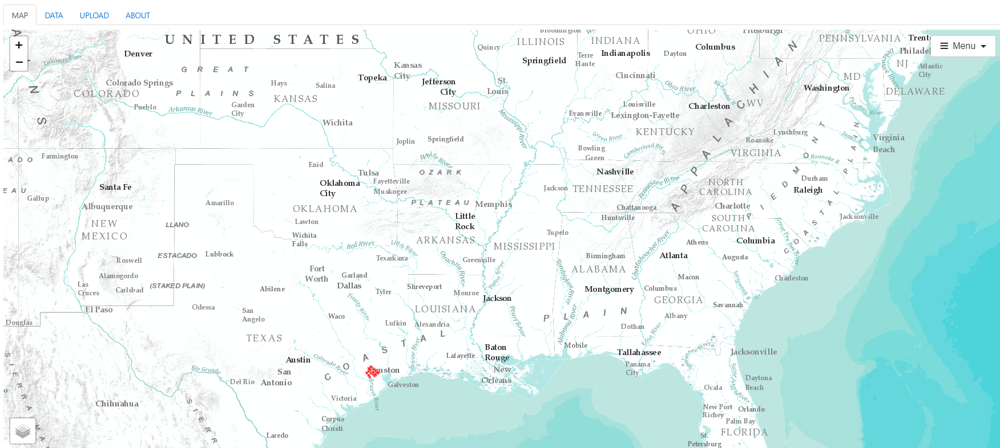 MAP DATA UPLOAD ABOUT
UNITED STATES
Bloomington
OHIO
Pittsburgh
+
−
Denver
Quincy
ILLINOIS
INDIANA
Columbus
PENNSYLVANIA
Menu
Colorado River
GREAT
Kansas
City
Springfield
Terre
Haute
Indianapolis
Dayton
NJ
Atlantic
City
Colorado Springs
Topeka
Jefferson
City
St.
Louis
Cincinnati
Ohio River
Kanawha R.
MD
Delaware River
COLORADO
PLAINS
Hays
Salina
KANSAS
MISSOURI
Washington
DELAWARE
Pueblo
Arkansas River
Garden
City
Wichita
Mississippi River
Evansville
Louisville
Lexington-Fayette
Charleston
WV
Potomac River
APPALACHIAN
Farmington
Joplin
Springfield
Green River
KENTUCKY
Lynchburg
Roanoke
James R.
Virginia
Beach
ADO
Enid
White River
Bowling
Green
Cumberland Riv
VIRGINIA
Roanoke R.
Tulsa
OZARK
Nashville
PIEDMONT
Santa Fe
Oklahoma
City
Fayetteville
Muskogee
Jackson
TENNESSEE
Tennessee River
NORTH
CAROLINA
Durham
Raleigh
EAU
Gallup
Albuquerque
Amarillo
OKLAHOMA
PLATEAU
Memphis
Chattanooga
Charlotte
COASTAL PLAIN
NEW
MEXICO
LLANO
Lawton
Little
Rock
Huntsville
SOUTH
CAROLINA
Jacksonville
Wichita
Falls
Red River
Little River
ARKANSAS
MISSISSIPPI
Tupelo
Chattahoochee River
Athens
Columbia
Great Pee Dee River
ESTACADO
Lubbock
Roswell
Texarkana
Ouachita River
Greenville
Birmingham
Atlanta
Augusta
Alamogordo
Fort
Worth
Garland
Yazoo River
Tombigbee River
ALABAMA
Las
Cruces
Carlsbad
(STAKED PLAIN)
Abilene
Dallas
Tyler
Shreveport
Monroe
Jackson
Montgomery
Columbus
Macon
Savannah R
River
Charleston
El Paso
Odessa
San
Angelo
Trinity River
Waco
LOUISIANA
Pearl River
PLAIN
GEORGIA
Savannah
Douglas
TEXAS
Lufkin
Alexandria
Alabama River
Dothan
Albany
Flint River
COASTAL
Sabine River
Lafayette
Baton
Rouge
Mobile
Tallahassee
Jacksonville
Austin
Colorado River
Rio Grande
San
Antonio
Del Rio
Galveston
New
Orleans
Panama
City
Daytona
Beach
Brazos River
Victoria
Ocala
SIERRA
MA
Chihuahua
SIERR
New Port
Richey
Orlando
Palm Bay
Corpus
Christi
FLORIDA
Laredo
St.
Petersburg